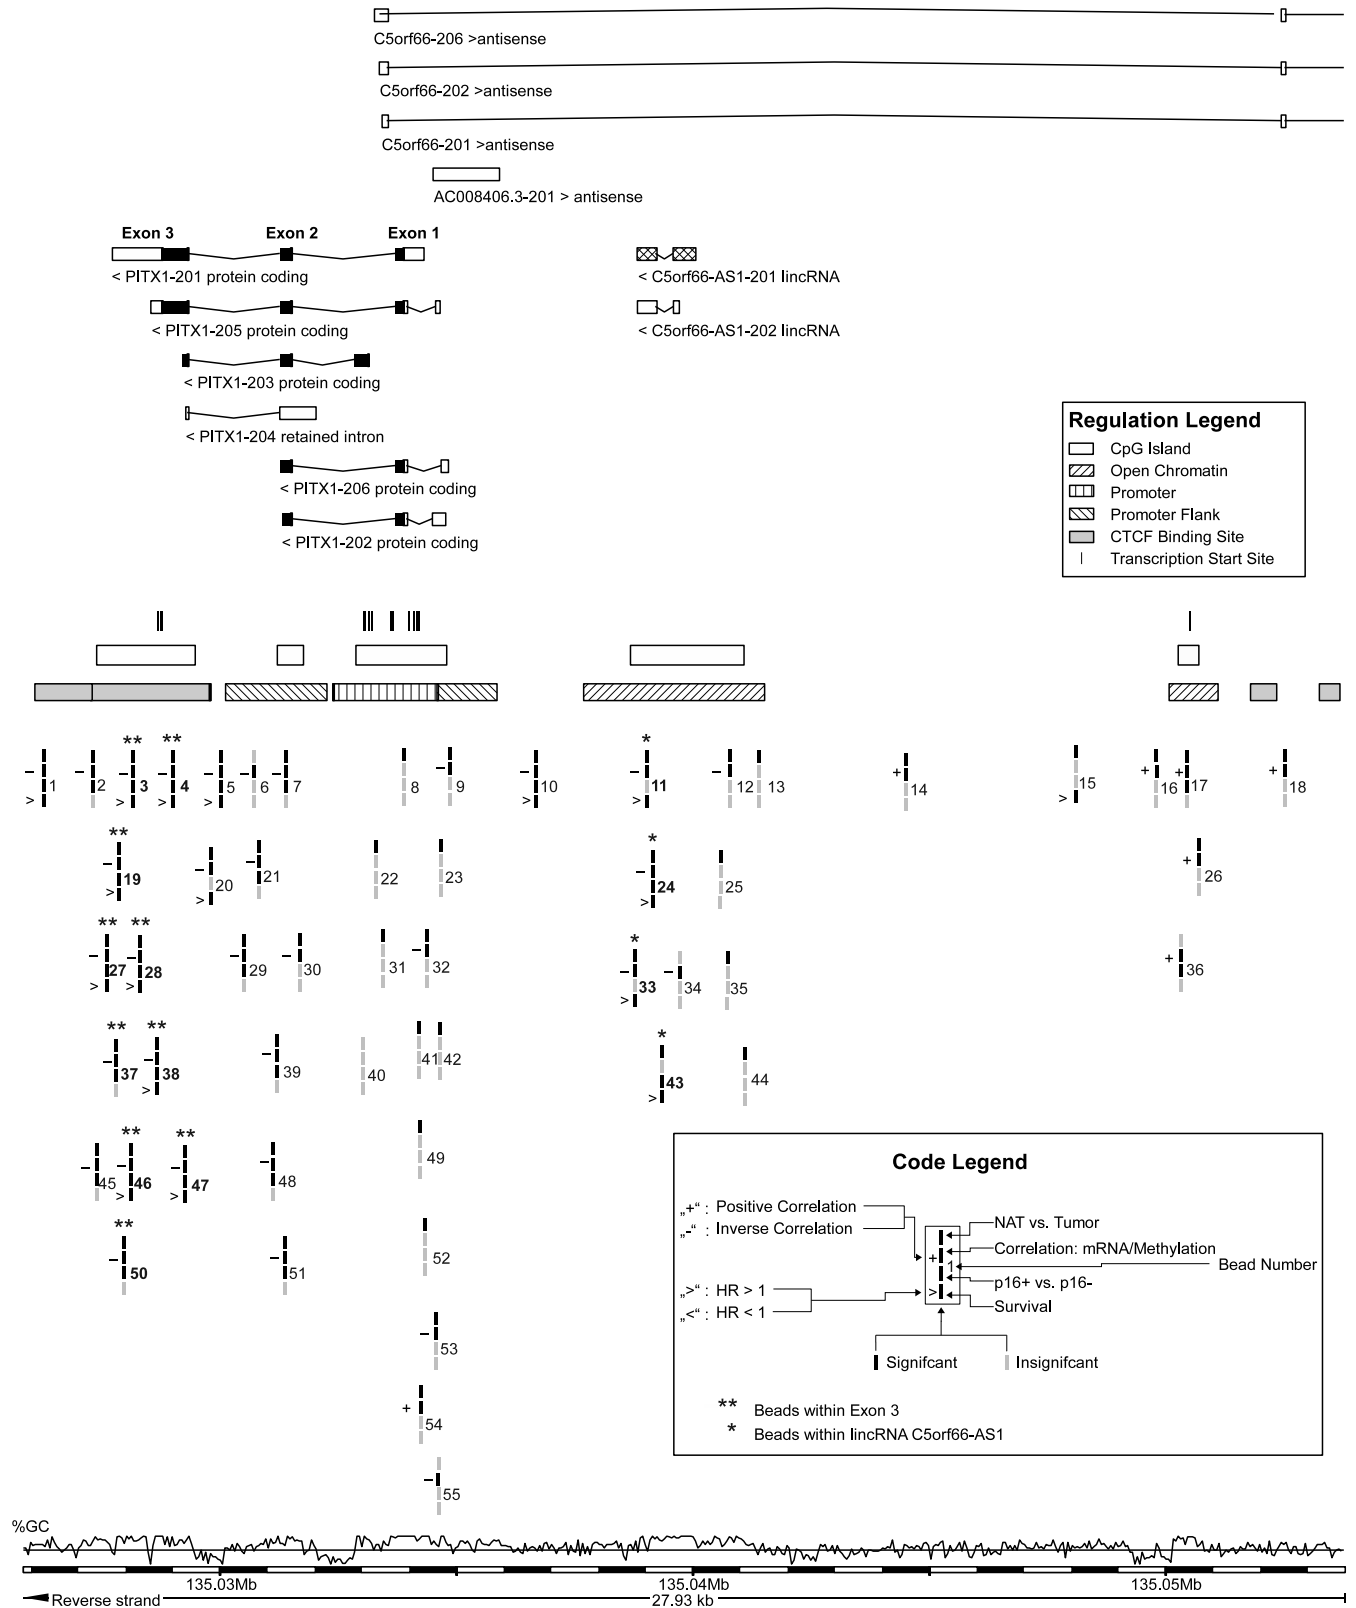 C5orf66-206 >antisense
C5orf66-202 >antisense
C5orf66-201 >antisense
AC008406.3-201 > antisense
Exon 3 Exon 2 Exon 1
< PITX1-201 protein coding
< C5orf66-AS1-201 lincRNA
< PITX1-205 protein coding
< C5orf66-AS1-202 lincRNA
< PITX1-203 protein coding
< PITX1-204 retained intron
< PITX1-206 protein coding
< PITX1-202 protein coding
Regulation Legend
CpG Island
Open Chromatin
Promoter
Promoter Flank
CTCF Binding Site
Transcription Start Site
** ** *
– – – – – – – – – – – + + + +
1 2 3 4 5 6 7 8 9 10 11 12 13 14 15 16 17 18
> > > > > > >
** *
– – – – +
19 20 21 22 23 24 25 26
> > >
** ** *
– – – – – – – +
27 28 29 30 31 32 33 34 35 36
> > >
** ** *
– – –
37 38 39 40 41 42 43 44
> >
** **
– – – –
45 46 47 48 49
> >
**
– –
50 51 52
–
53
+
54
–
55
Code Legend
„+“ : Positive Correlation
„-“ : Inverse Correlation
„>“ : HR > 1
„<“ : HR < 1
NAT vs. Tumor
Correlation: mRNA/Methylation
+ 1 Bead Number
p16+ vs. p16-
> Survival
Signifcant Insignifcant
** Beads within Exon 3
* Beads within lincRNA C5orf66-AS1
%GC
135.03Mb 135.04Mb 135.05Mb
Reverse strand 27.93 kb